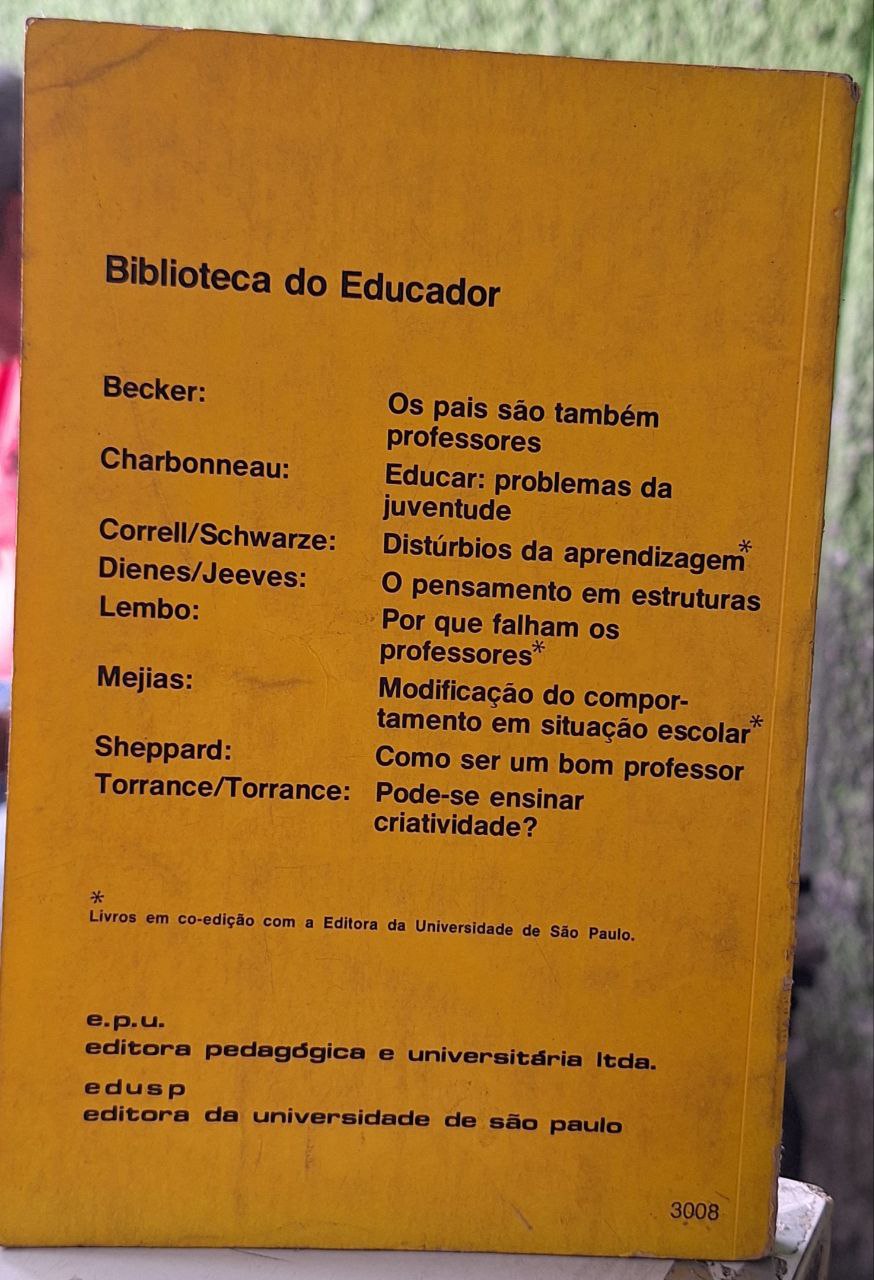 Biblioteca do Educador
Becker: Os pais são também
professores
Charbonneau: Educar: problemas da
juventude
Correll/Schwarze: Distúrbios da aprendizagem*
Dienes/Jeeves: O pensamento em estruturas
Lembo: Por que falham os
professores*
Mejias: Modificação do compor-
tamento em situação escolar*
Sheppard: Como ser um bom professor
Torrance/Torrance: Pode-se ensinar
criatividade?
*
Livros em co-edição com a Editora da Universidade de São Paulo.
e.p.u.
editora pedagógica e universitária ltda.
edusp
editora da universidade de são paulo
3008